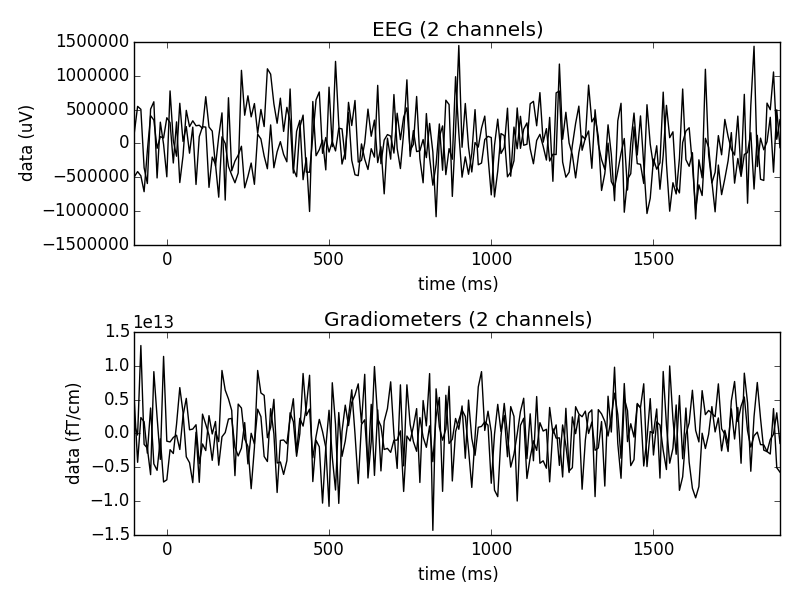 EEG (2 channels)
1500000
1000000
500000
0
−500000
−1000000
−1500000
data (uV)
0 500 1000 1500
time (ms)
Gradiometers (2 channels)
1e13
1.5
1.0
0.5
0.0
−0.5
−1.0
−1.5
data (fT/cm)
0 500 1000 1500
time (ms)